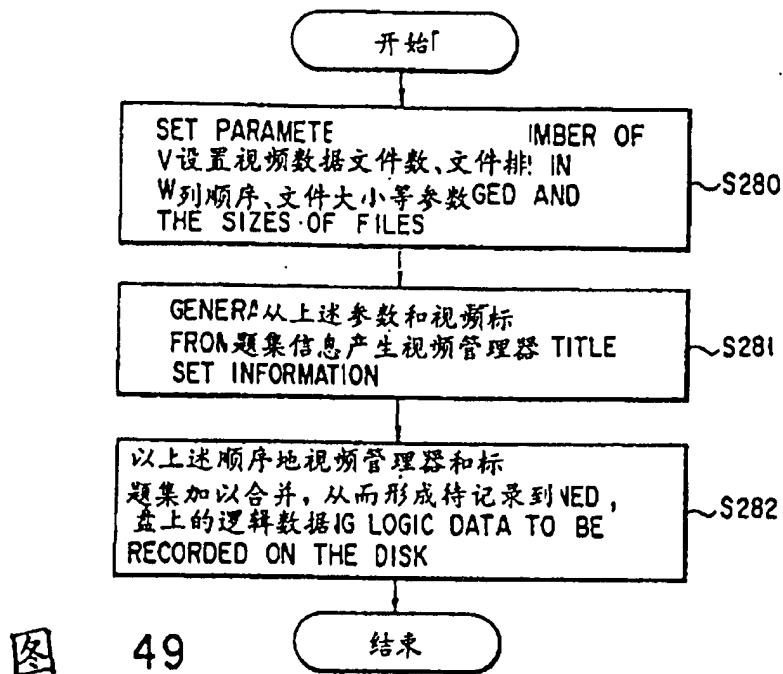 开始
SET PARAMETE IMBER OF
V设置视频数据文件数、文件排! IN
W列顺序、文件大小等参数GED AND
THE SIZES OF FILES
S280
GENERA从上述参数和视频标
FROM题集信息产生视频管理器 TITLE
SET INFORMATION
S281
以上述顺序地视频管理器和标
题集加以合并，从而形成待记录到NED，
盘上的逻辑数据IG LOGIC DATA TO BE
RECORDED ON THE DISK
S282
结束
图 49